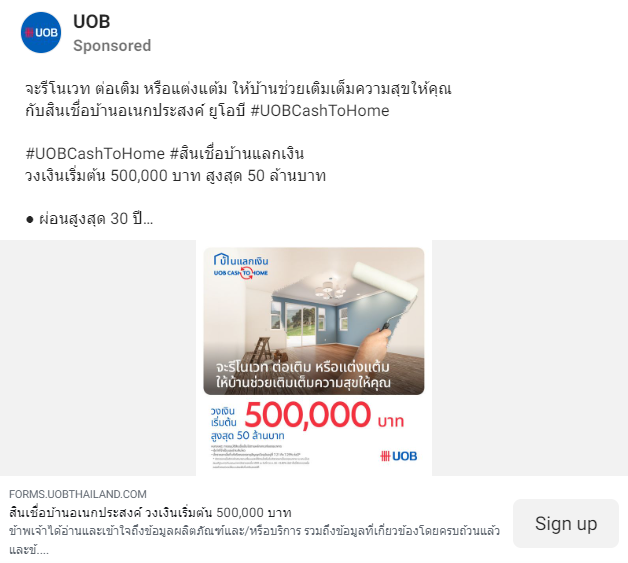 UOB
UOB
Sponsored
จะรีโนเวท ต่อเติม หรือแต่งแต้ม ให้บ้านช่วยเติมเต็มความสุขให้คุณ
กับสินเชื่อบ้านอเนกประสงค์ ยูโอบี #UOBCashToHome
#UOBCashToHome #สินเชื่อบ้านแลกเงิน
วงเงินเริ่มต้น 500,000 บาท สูงสุด 50 ล้านบาท
● ผ่อนสูงสุด 30 ปี...
บ้านแลกเงิน
UOB CASH TO HOME
จะรีโนเวท ต่อเติม หรือแต่งแต้ม
ให้บ้านช่วยเติมเต็มความสุขให้คุณ
วงเงิน
เริ่มต้น 500,000 บาท
สูงสุด 50 ล้านบาท
UOB
FORMS.UOBTHAILAND.COM
สินเชื่อบ้านอเนกประสงค์ วงเงินเริ่มต้น 500,000 บาท
ข้าพเจ้าได้อ่านและเข้าใจถึงข้อมูลผลิตภัณฑ์และ/หรือบริการ รวมถึงข้อมูลที่เกี่ยวข้องโดยครบถ้วนแล้ว
และข้....
Sign up